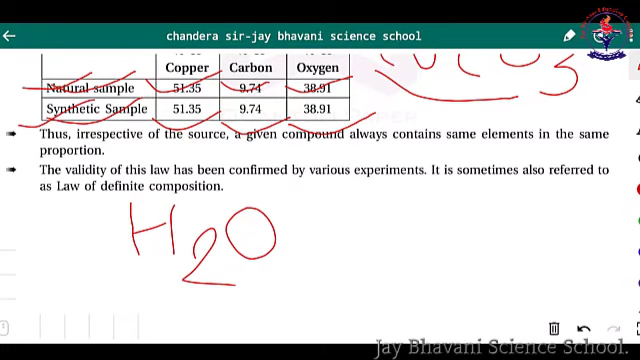 chandera sir-jay bhavani science school
Copper Carbon Oxygen
Natural sample 51.35 9.74 38.91
Synthetic Sample 51.35 9.74 38.91
Thus, irrespective of the source, a given compound always contains same elements in the same
proportion.
The validity of this law has been confirmed by various experiments. It is sometimes also referred to
as Law of definite composition.
H2O
Jay Bhavani Science School.